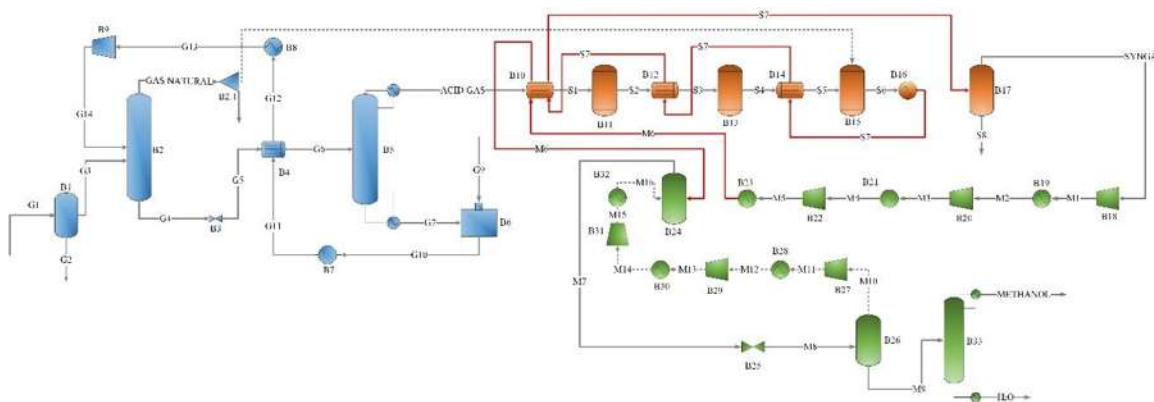 B9
G13
B8
S7
S7
S7
SYNGA
GAS NATURAL
B2.1
ACID GAS
B10
B12
B14
B16
G14
G12
S1
S2
S3
S4
S5
S6
B17
B11
B13
B15
S7
S8
B2
G3
B1
G1
G5
B4
G6
B5
G9
M6
M6
G4
B3
G11
G7
B6
G2
B7
G10
B32
M16
M15
B31
B24
B23
M5
B22
M4
B21
M3
B20
M2
B19
M1
B18
M14
B30
M13
B29
M12
B28
M11
B27
M10
M7
B26
METHANOL
B25
M8
B33
M9